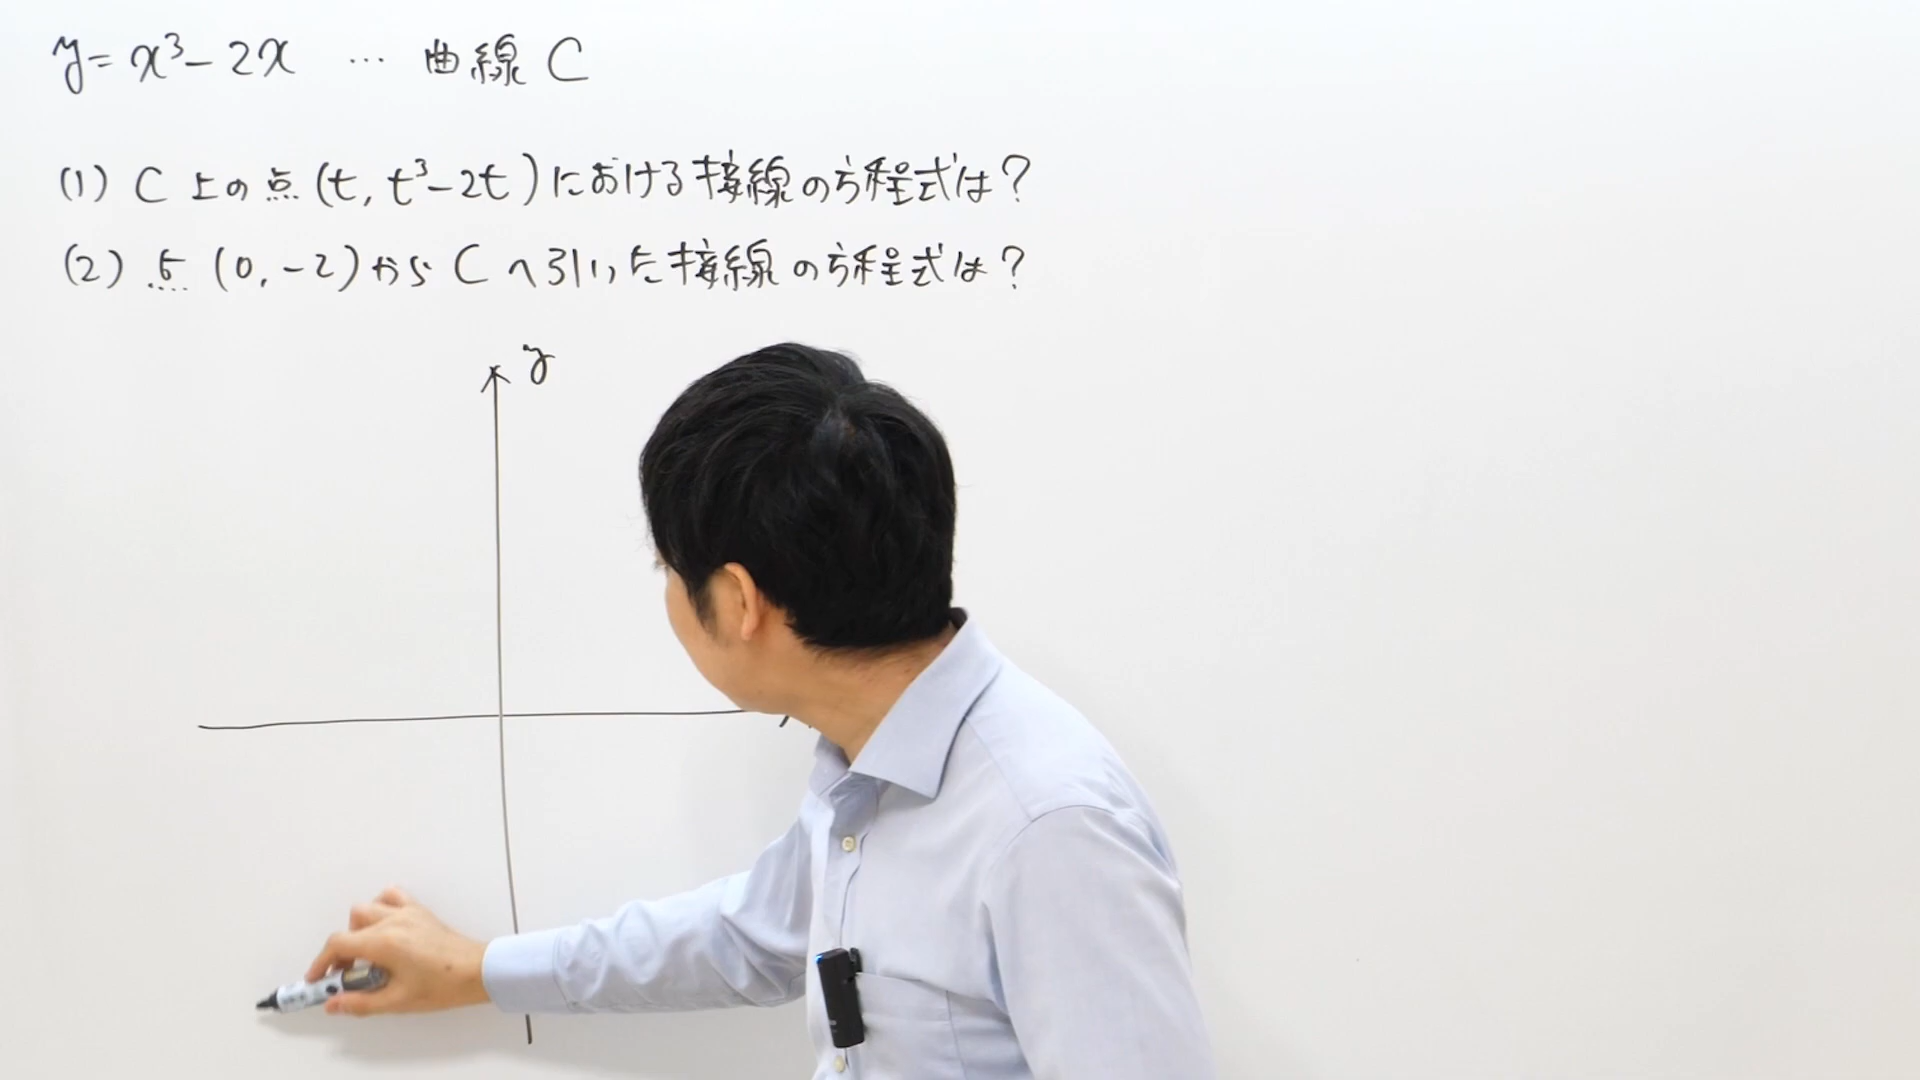 y=x³-2x … 曲線 C
(1) C 上の点 (t, t³-2t) における接線の方程式は?
(2) 点 (0, -2) から C へ引いた接線の方程式は?
y